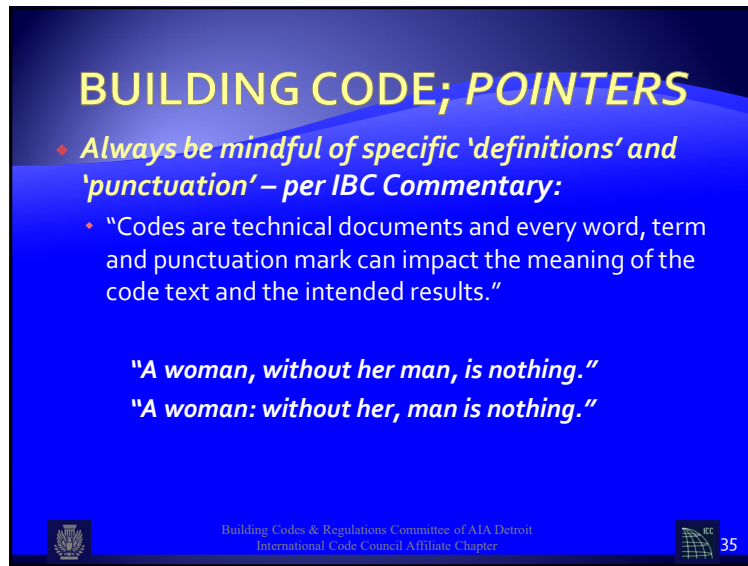 BUILDING CODE; POINTERS
Always be mindful of specific ‘definitions’ and
‘punctuation’ – per IBC Commentary:
“Codes are technical documents and every word, term
and punctuation mark can impact the meaning of the
code text and the intended results.”
“A woman, without her man, is nothing.”
“A woman: without her, man is nothing.”
Building Codes & Regulations Committee of AIA Detroit
International Code Council Affiliate Chapter
ICC
35